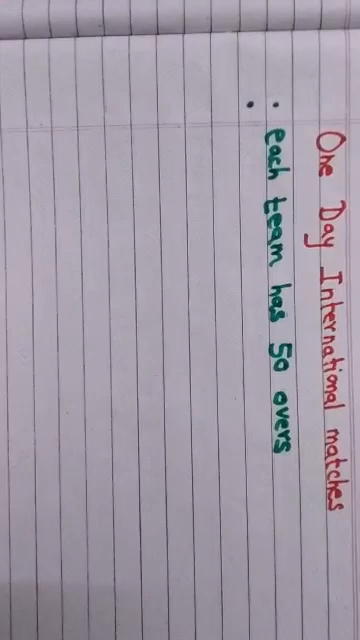 One Day International matches
• each team has 50 overs
•